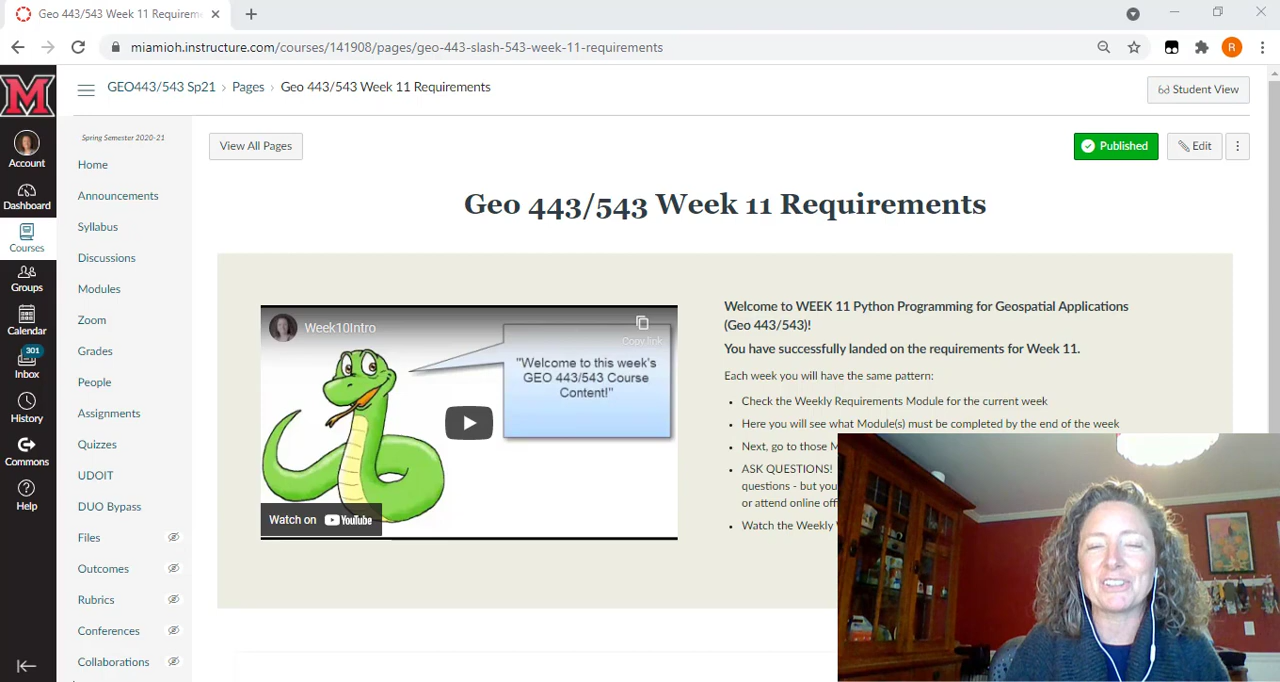 Geo 443/543 Week 11 Requirem
miamioh.instructure.com/courses/141908/pages/geo-443-slash-543-week-11-requirements
R
M
Account
Dashboard
Courses
Groups
Calendar
301
Inbox
History
Commons
Help
GEO443/543 Sp21 › Pages › Geo 443/543 Week 11 Requirements
Student View
Spring Semester 2020-21
Home
Announcements
Syllabus
Discussions
Modules
Zoom
Grades
People
Assignments
Quizzes
UDOIT
DUO Bypass
Files
Outcomes
Rubrics
Conferences
Collaborations
View All Pages
Published
Edit
Geo 443/543 Week 11 Requirements
Week10Intro
Copy link
"Welcome to this week's
GEO 443/543 Course
Content!"
Watch on YouTube
Welcome to WEEK 11 Python Programming for Geospatial Applications
(Geo 443/543)!
You have successfully landed on the requirements for Week 11.
Each week you will have the same pattern:
• Check the Weekly Requirements Module for the current week
• Here you will see what Module(s) must be completed by the end of the week
• Next, go to those M
• ASK QUESTIONS!
questions - but you
or attend online off
• Watch the Weekly